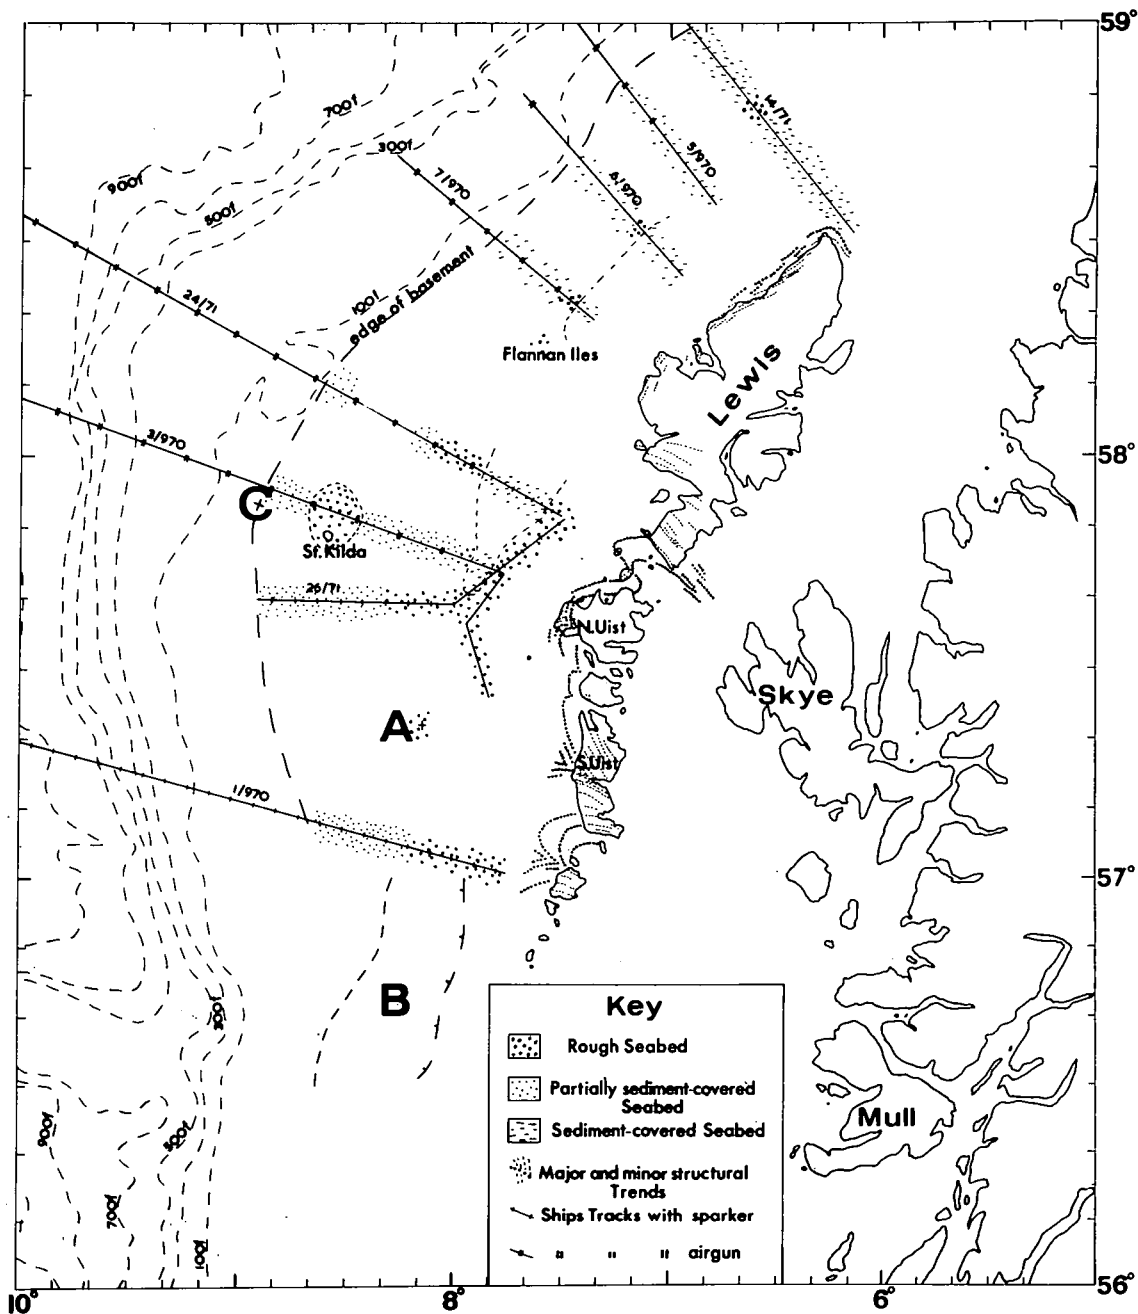 59°
700f
14/71
300f
5/970
900f
7/970
6/970
500f
24/71
100f
edge of basement
Flannan Iles
Lewis
3/970
58°
C
St. Kilda
26/71
N.Uist
Skye
A
S.Uist
1/970
57°
B
300f
Key
Rough Seabed
Partially sediment-covered
Seabed
Sediment-covered Seabed
Major and minor structural
Trends
Ships Tracks with sparker
" " " airgun
Mull
900f
500f
700f
100f
56°
10°
8°
6°